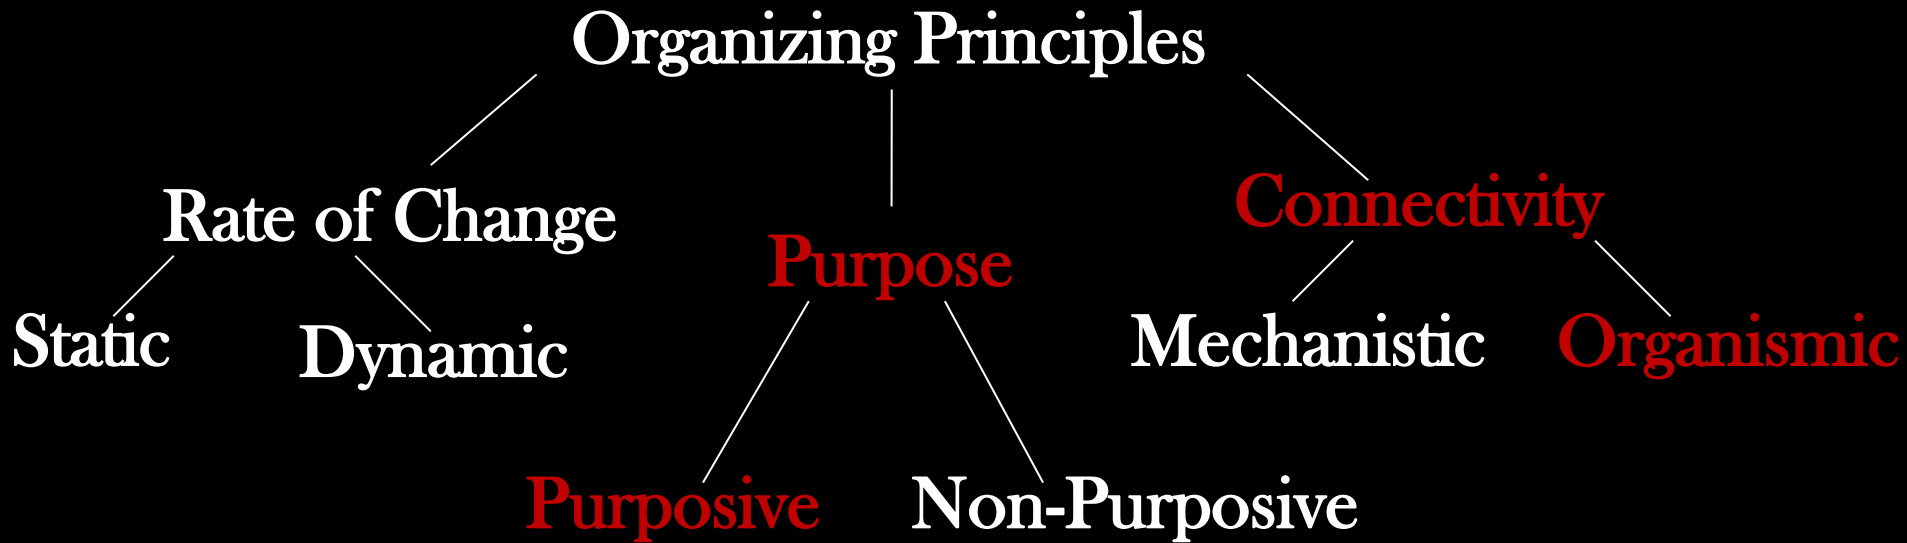 Organizing Principles
Rate of Change
Purpose
Connectivity
Static
Dynamic
Mechanistic
Organismic
Purposive
Non-Purposive